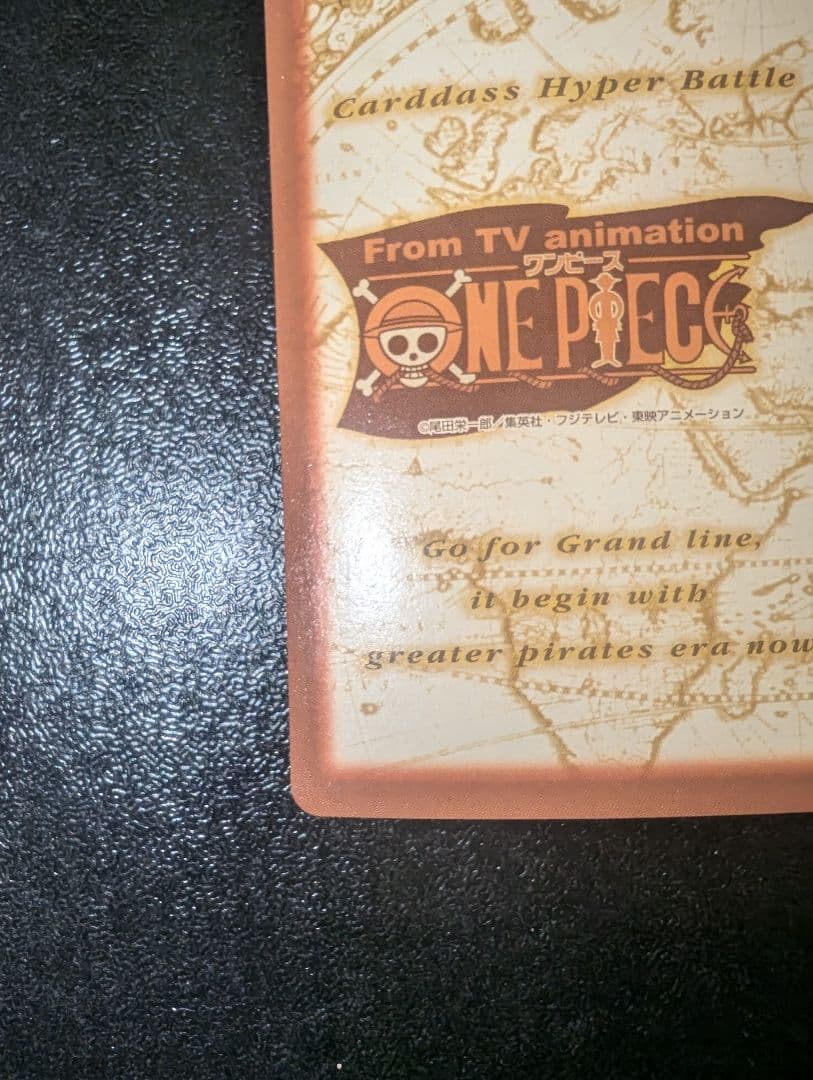 Carddass Hyper Battle
From TV animation
ワンピース
ONE PIECE
©尾田栄一郎／集英社・フジテレビ・東映アニメーション
Go for Grand line,
it begin with
greater pirates era now